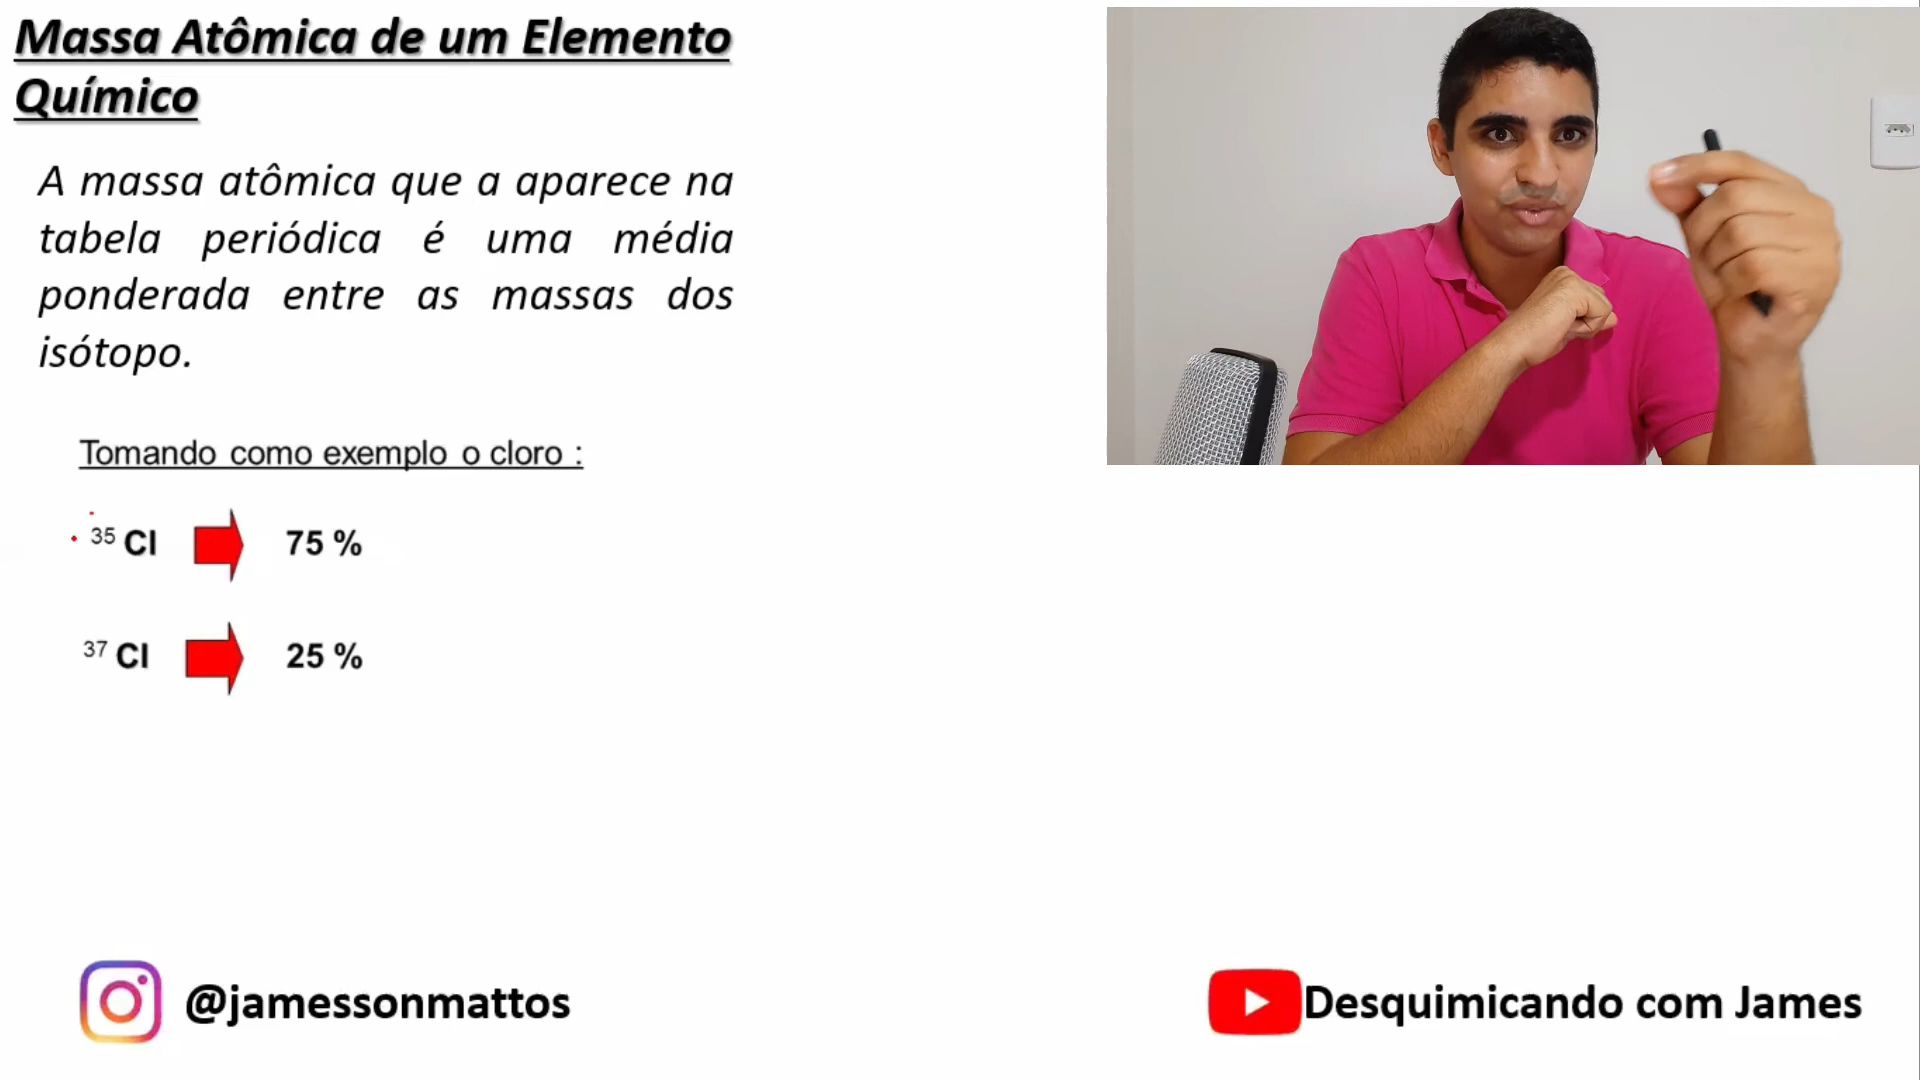 Massa Atômica de um Elemento
Químico
A massa atômica que a aparece na
tabela periódica é uma média
ponderada entre as massas dos
isótopo.
Tomando como exemplo o cloro :
35 Cl 75 %
37 Cl 25 %
@jamessonmattos
Desquimicando com James